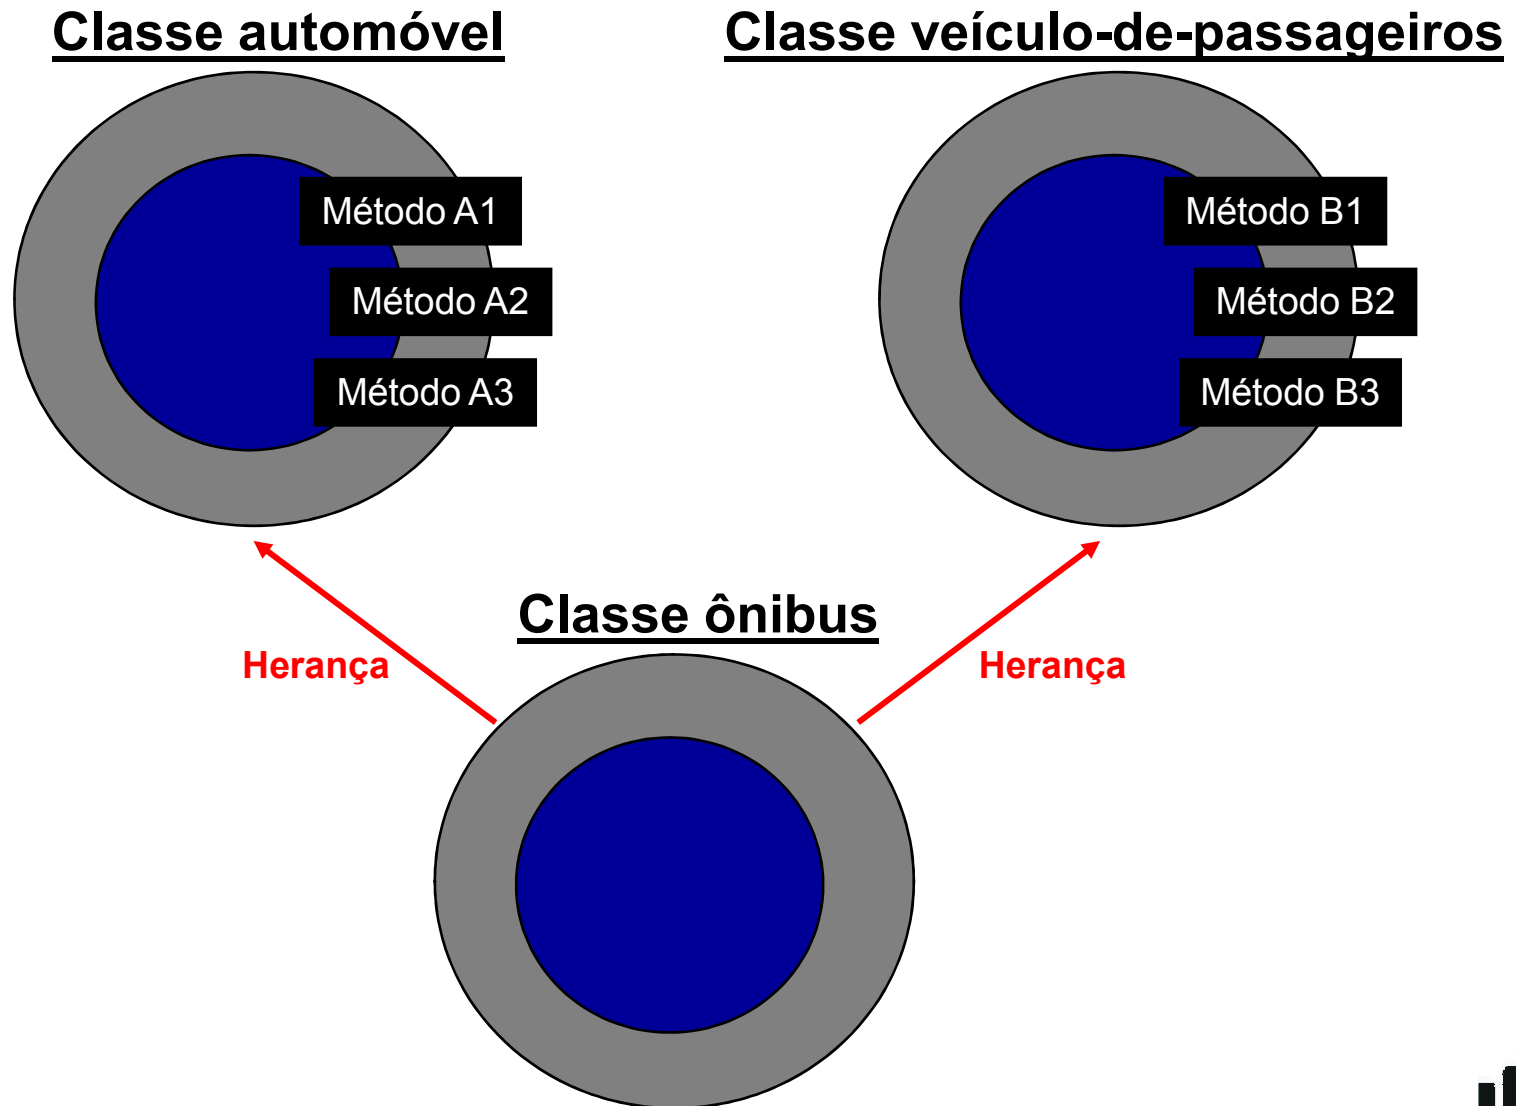 Classe automóvel
Classe veículo-de-passageiros
Método A1
Método B1
Método A2
Método B2
Método A3
Método B3
Classe ônibus
Herança
Herança